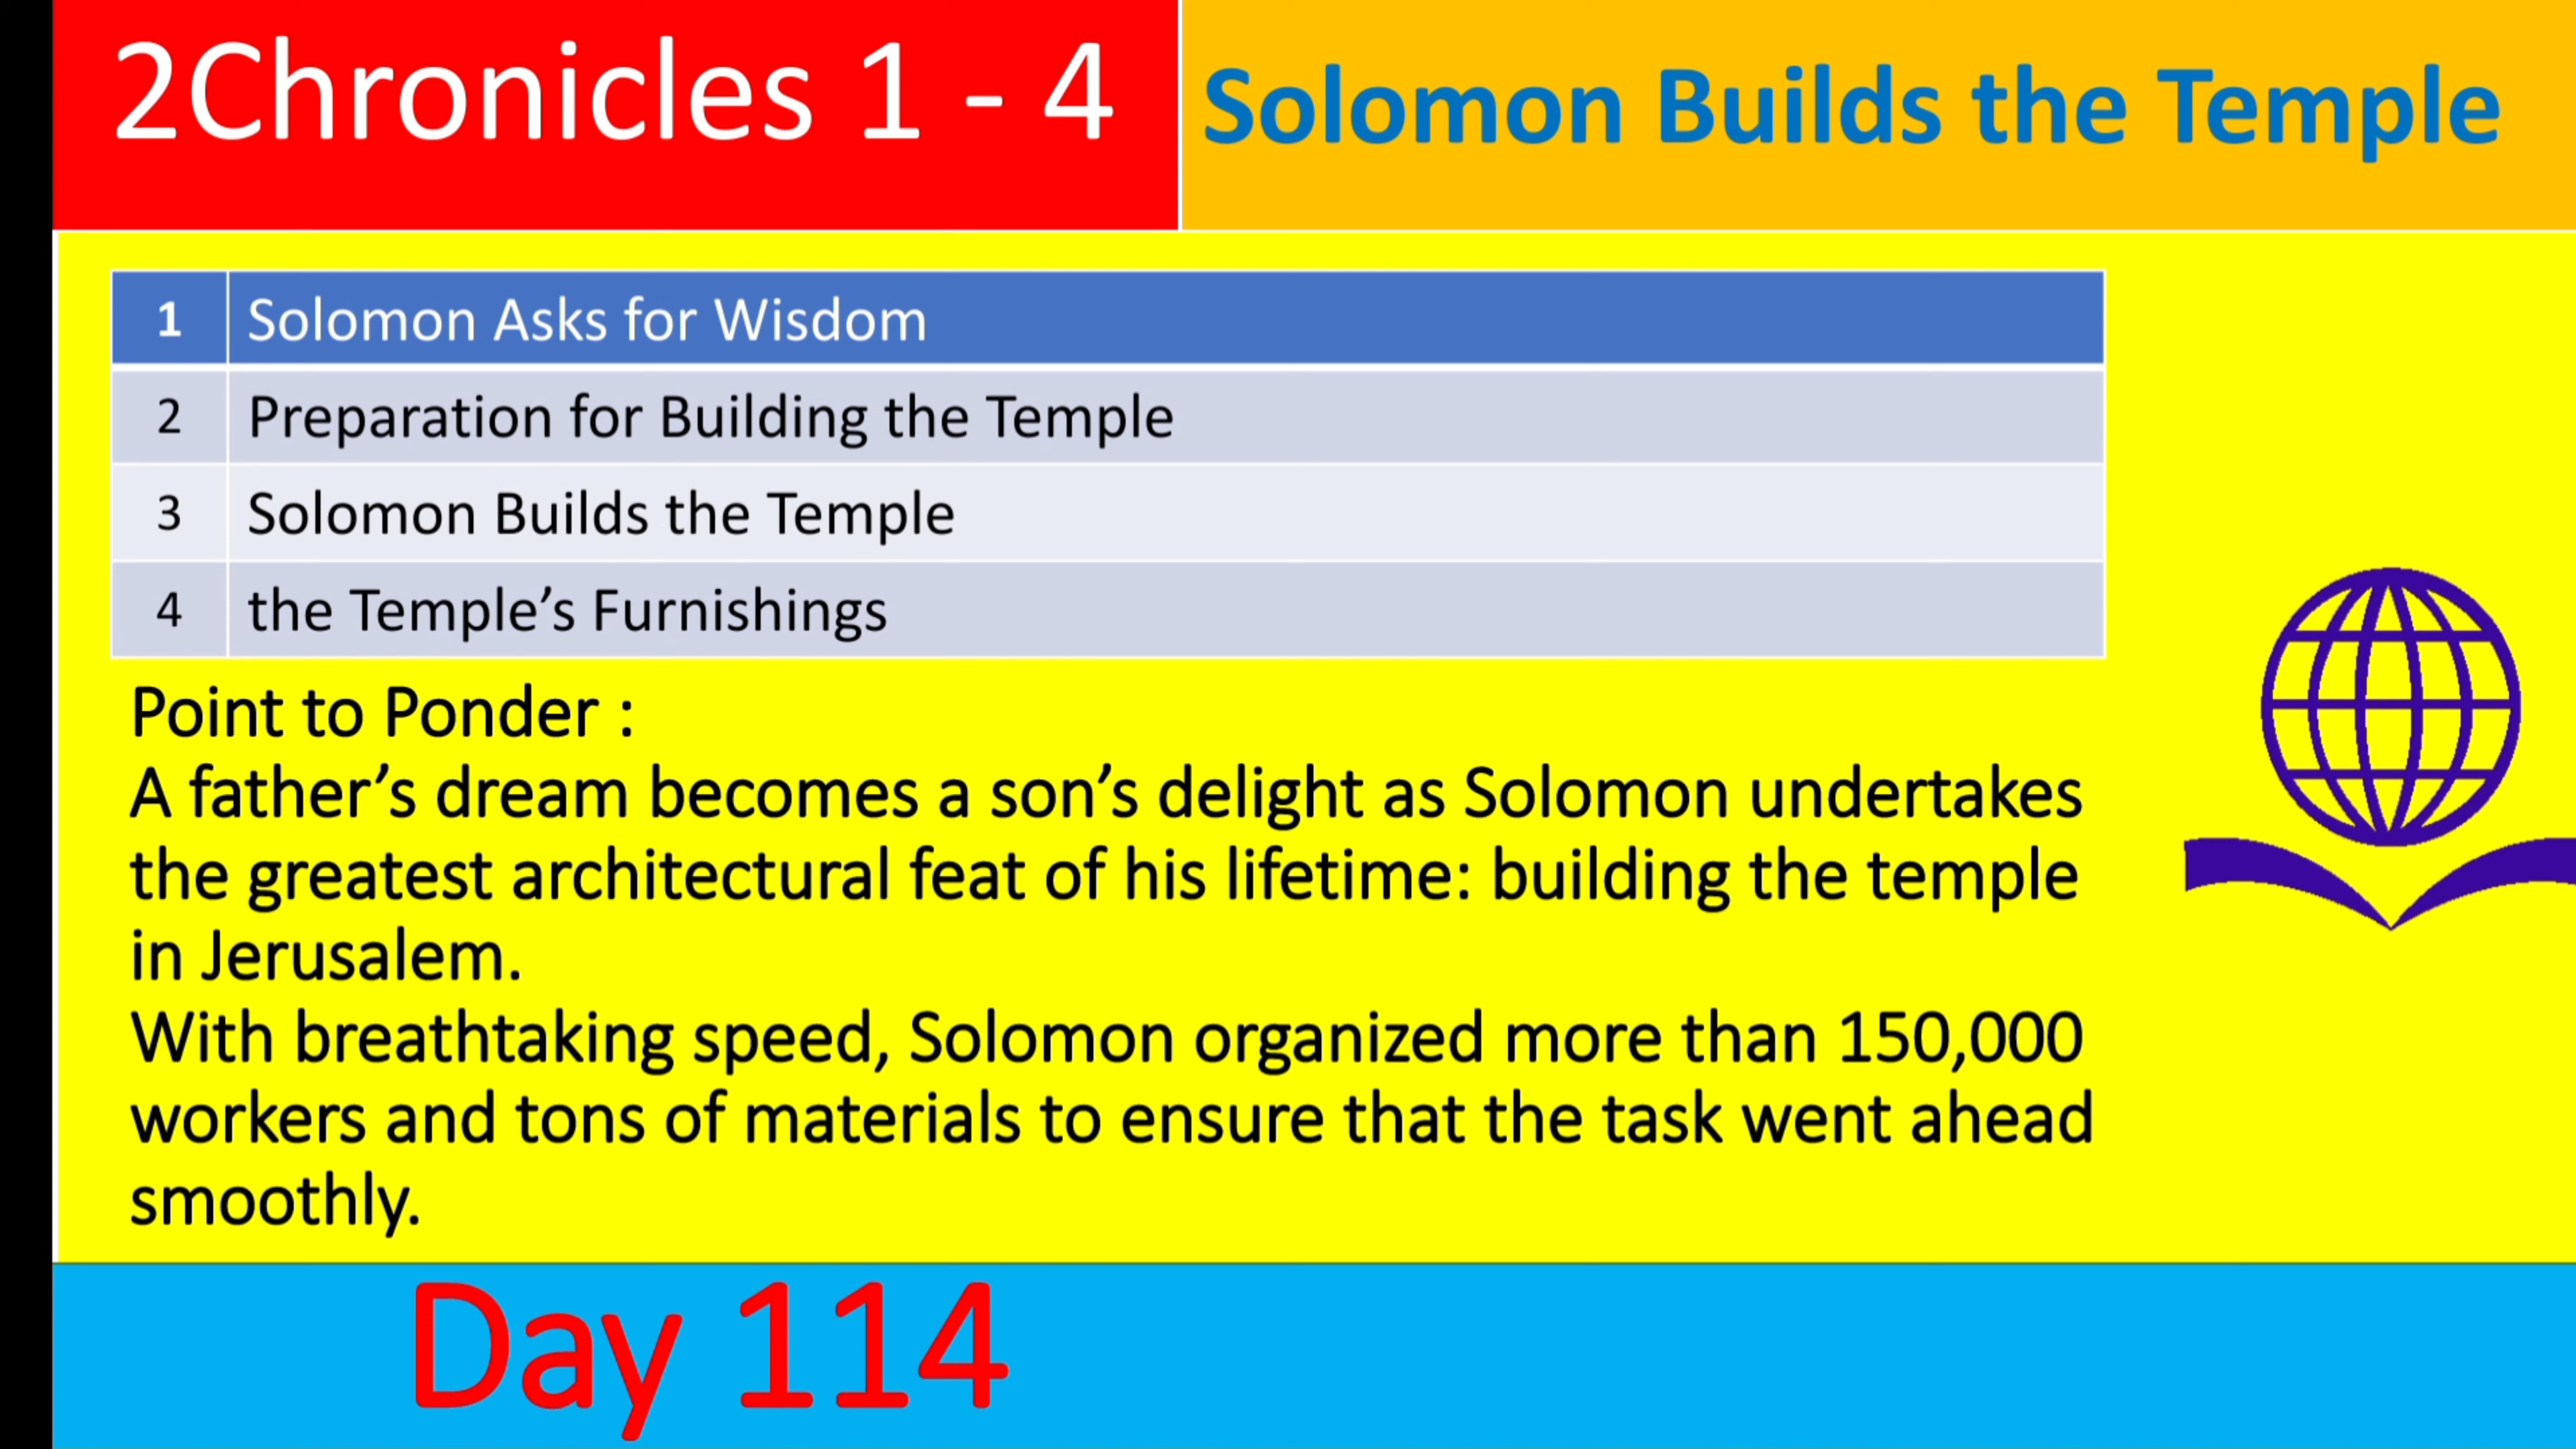 2Chronicles 1 - 4
Solomon Builds the Temple
1 Solomon Asks for Wisdom
2 Preparation for Building the Temple
3 Solomon Builds the Temple
4 the Temple’s Furnishings
Point to Ponder :
A father’s dream becomes a son’s delight as Solomon undertakes
the greatest architectural feat of his lifetime: building the temple
in Jerusalem.
With breathtaking speed, Solomon organized more than 150,000
workers and tons of materials to ensure that the task went ahead
smoothly.
Day 114